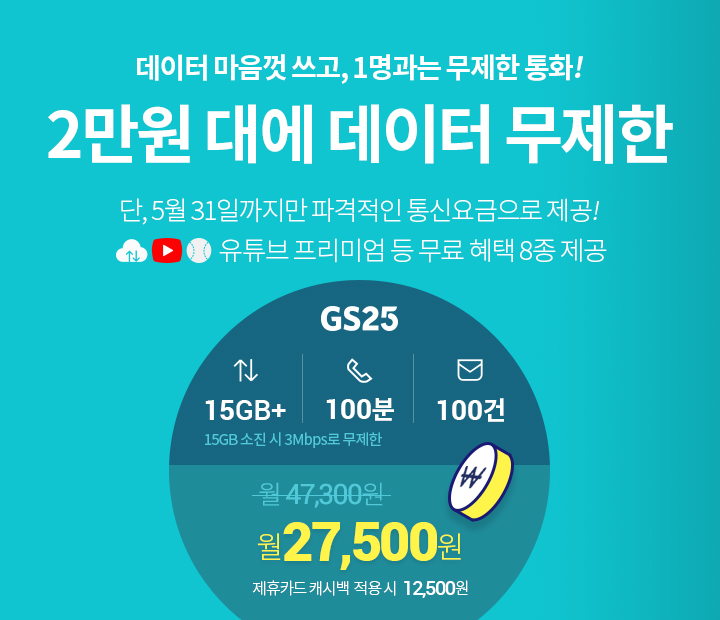 데이터 마음껏 쓰고, 1명과는 무제한 통화!
2만원 대에 데이터 무제한
단, 5월 31일까지만 파격적인 통신요금으로 제공!
유튜브 프리미엄 등 무료 혜택 8종 제공
GS25
15GB+ 100분 100건
15GB 소진 시 3Mbps로 무제한
₩
월 47,300원
월27,500원
제휴카드 캐시백 적용 시 12,500원